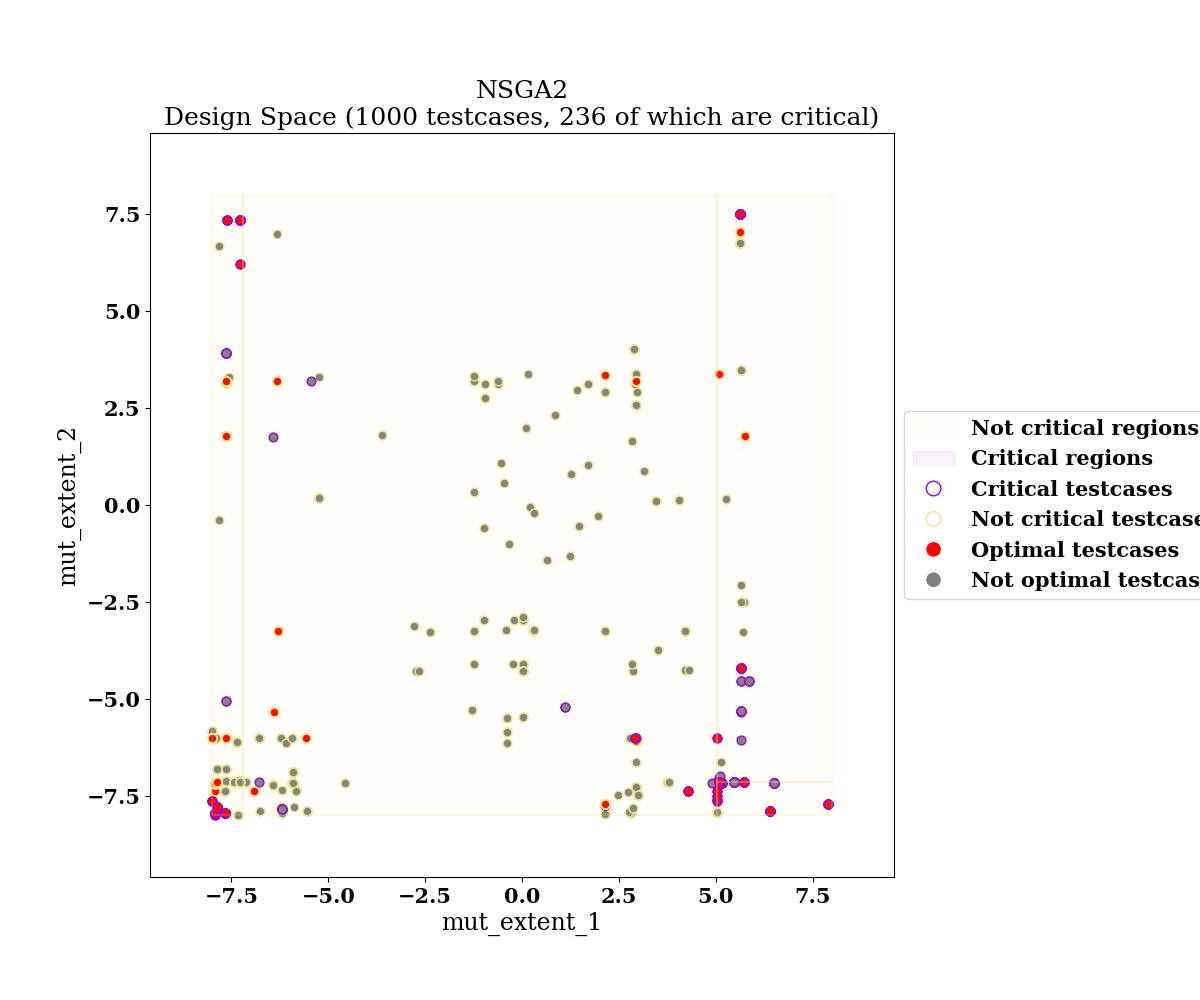 NSGA2
Design Space (1000 testcases, 236 of which are critical)
7.5
5.0
2.5
0.0
−2.5
−5.0
−7.5
mut_extent_2
−7.5
−5.0
−2.5
0.0
2.5
5.0
7.5
mut_extent_1
Not critical regions
Critical regions
Critical testcases
Not critical testcase
Optimal testcases
Not optimal testcas